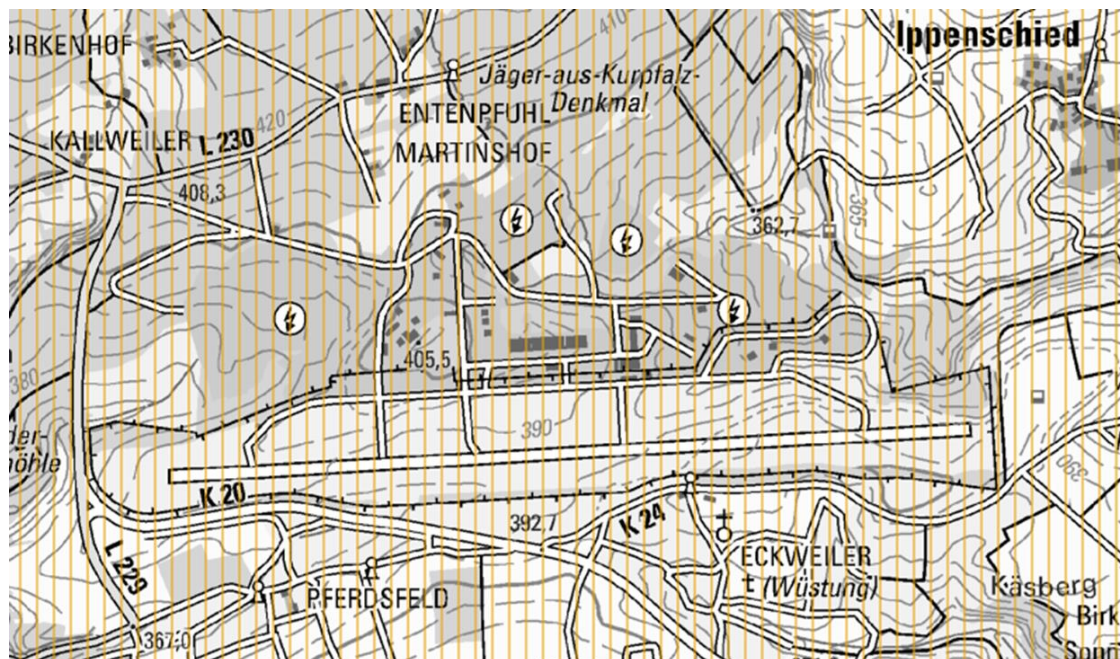 BIRKENHOF
Ippenschied
410
Jäger-aus-Kurpfalz-
Denkmal
ENTENPFUHL
420
KALLWEILER
L 230
MARTINSHOF
408,3
365
362,7
405,5
380
390
höhle
K 20
392,7
K 24
390
L 229
ECKWEILER
(Wüstung)
PFERDSFELD
Käsberg
Birk
367,0